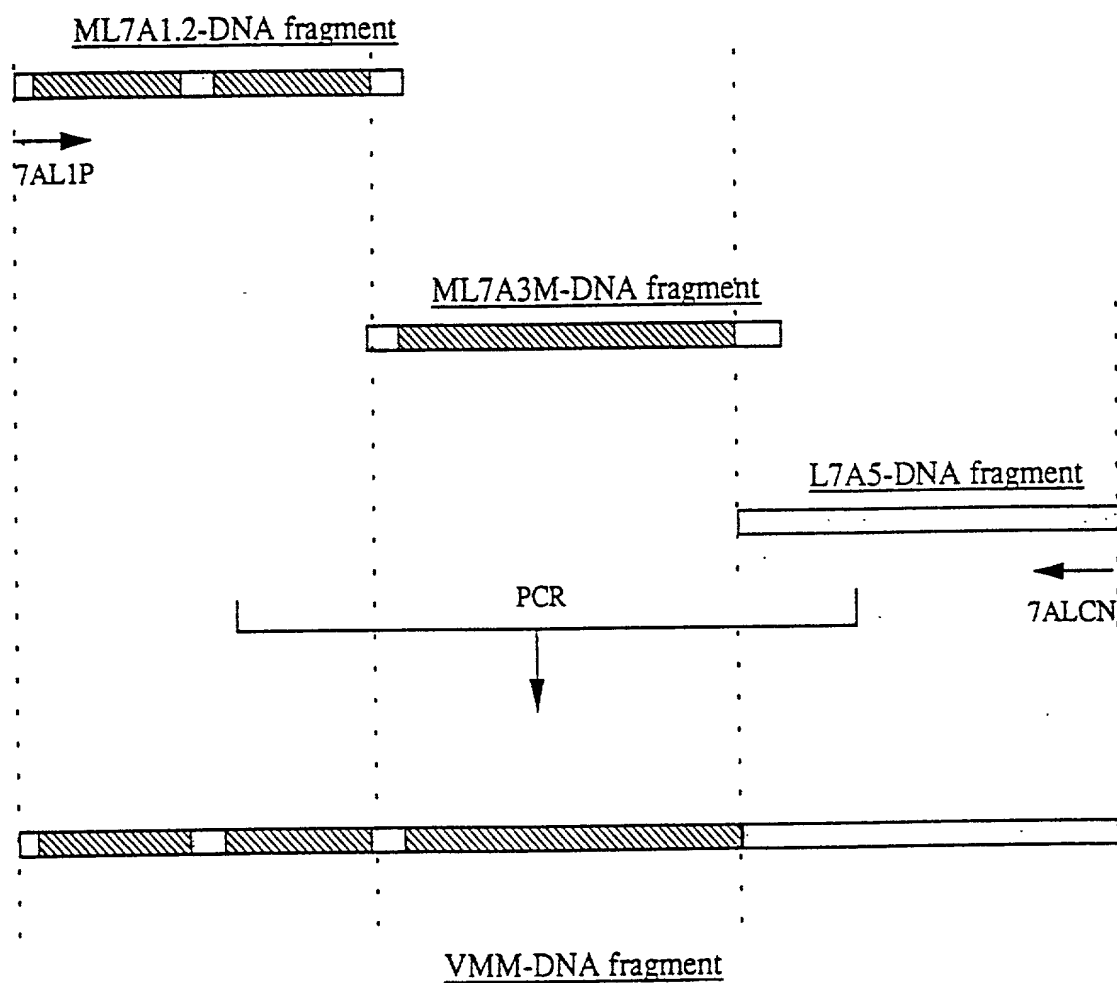 ML7A1.2-DNA fragment
7AL1P
ML7A3M-DNA fragment
L7A5-DNA fragment
PCR
7ALCN
VMM-DNA fragment